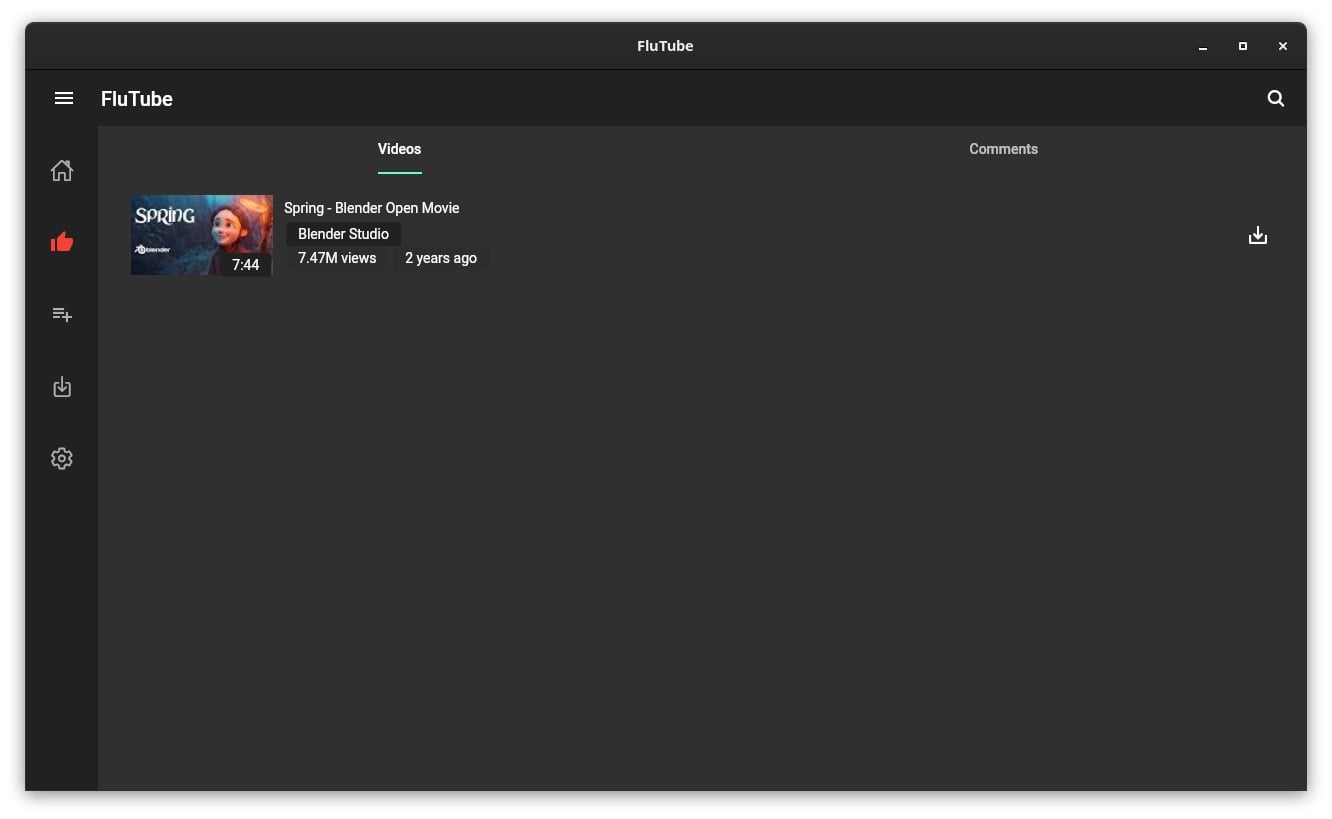 FluTube
FluTube
Videos
Comments
SPRING
blender
7:44
Spring - Blender Open Movie
Blender Studio
7.47M views
2 years ago